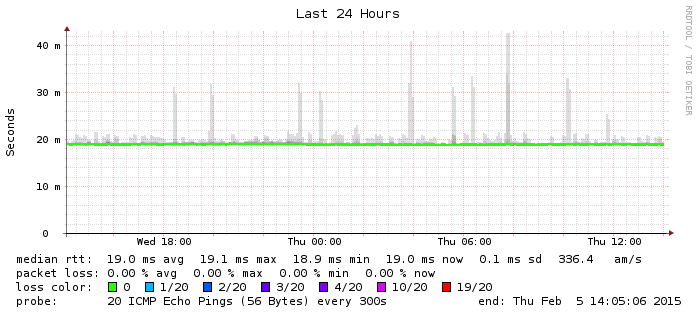 Last 24 Hours
RRDTOOL / TOBI OETIKER
Seconds
40 m
30 m
20 m
10 m
0
Wed 18:00 Thu 00:00 Thu 06:00 Thu 12:00
median rtt: 19.0 ms avg 19.1 ms max 18.9 ms min 19.0 ms now 0.1 ms sd 336.4 am/s
packet loss: 0.00 % avg 0.00 % max 0.00 % min 0.00 % now
loss color: 0 1/20 2/20 3/20 4/20 10/20 19/20
probe: 20 ICMP Echo Pings (56 Bytes) every 300s end: Thu Feb 5 14:05:06 2015